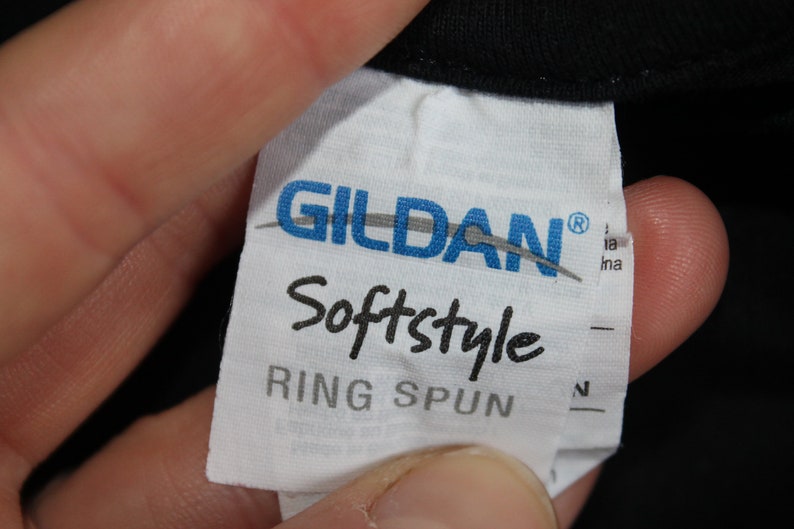 GILDAN®
Softstyle
RING SPUN
N